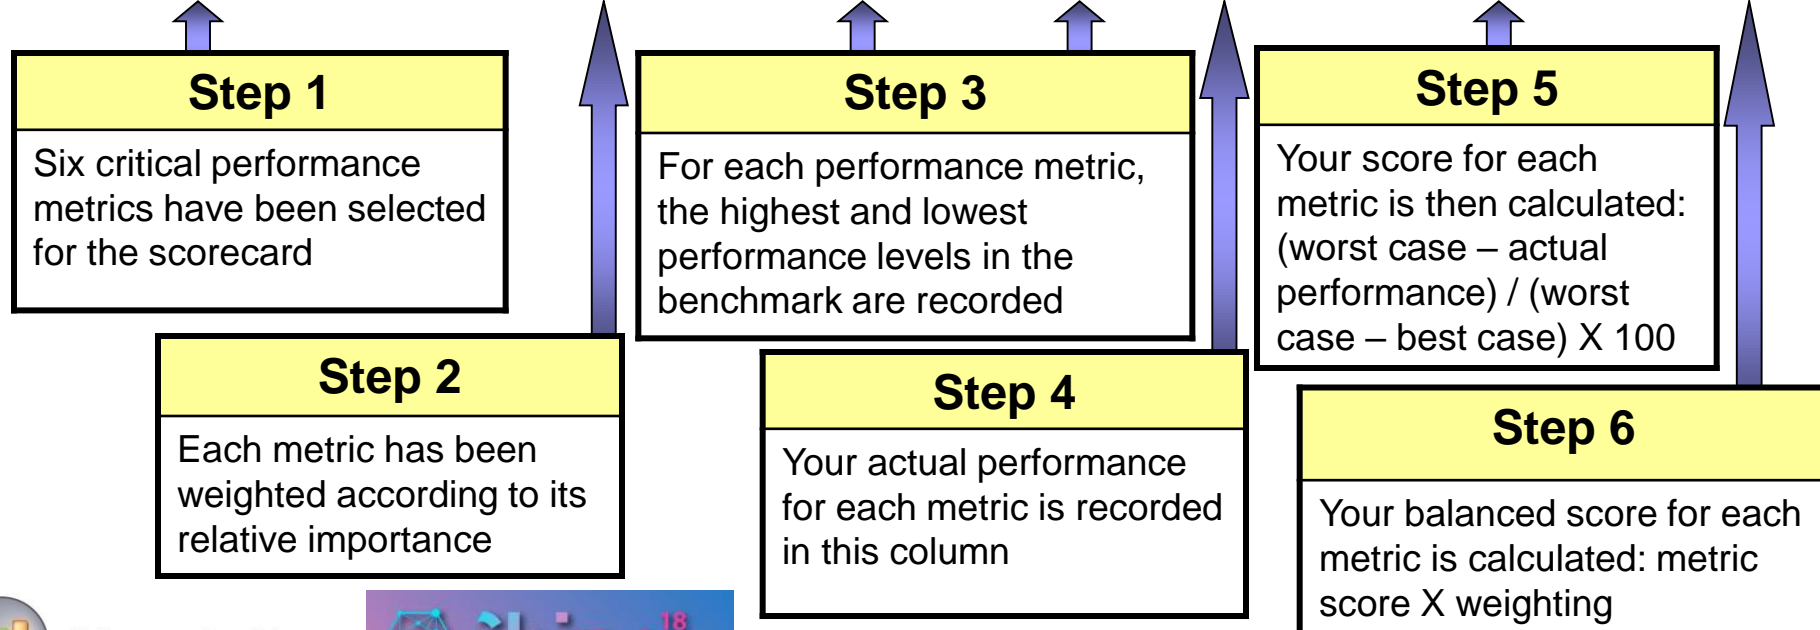 Step 1
Six critical performance
metrics have been selected
for the scorecard
Step 2
Each metric has been
weighted according to its
relative importance
Step 3
For each performance metric,
the highest and lowest
performance levels in the
benchmark are recorded
Step 4
Your actual performance
for each metric is recorded
in this column
Step 5
Your score for each
metric is then calculated:
(worst case – actual
performance) / (worst
case – best case) X 100
Step 6
Your balanced score for each
metric is calculated: metric
score X weighting
18